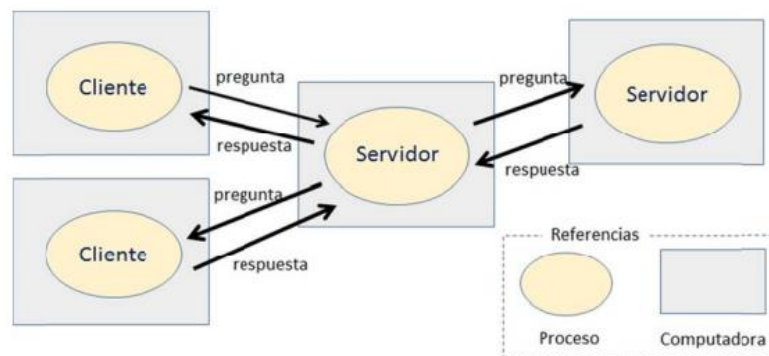 Cliente
pregunta
respuesta
Servidor
pregunta
respuesta
Servidor
Cliente
pregunta
respuesta
Referencias
Proceso
Computadora